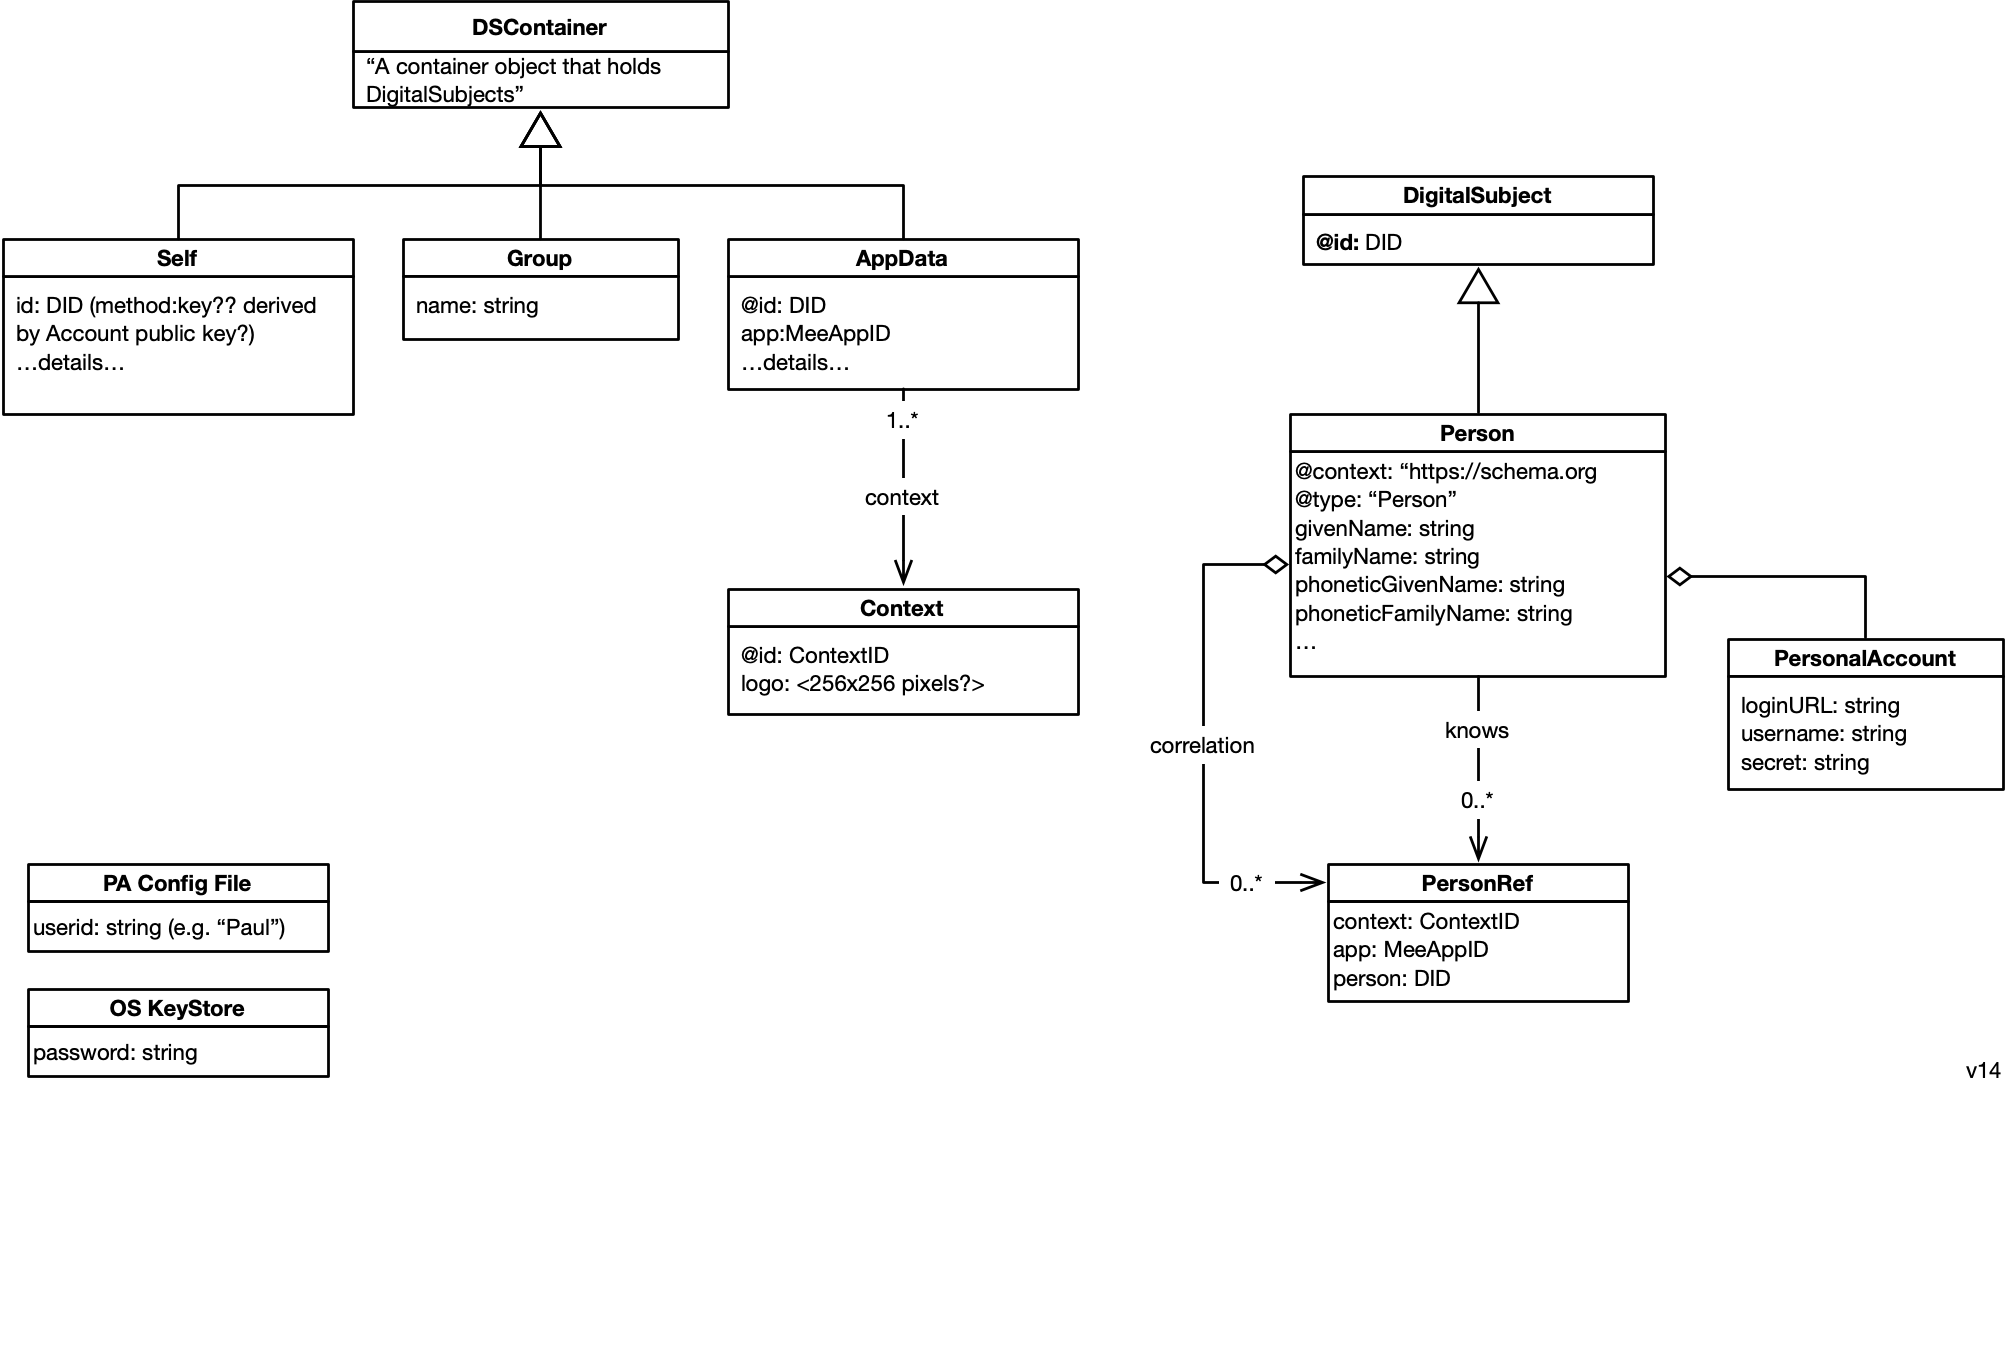 DSContainer
“A container object that holds
DigitalSubjects”
Self
id: DID (method:key?? derived
by Account public key?)
…details…
Group
name: string
AppData
@id: DID
app:MeeAppID
…details…
1..*
context
Context
@id: ContextID
logo: <256x256 pixels?>
DigitalSubject
@id: DID
Person
@context: “https://schema.org
@type: “Person”
givenName: string
familyName: string
phoneticGivenName: string
phoneticFamilyName: string
…
correlation
0..*
knows
0..*
PersonalAccount
loginURL: string
username: string
secret: string
PersonRef
context: ContextID
app: MeeAppID
person: DID
PA Config File
userid: string (e.g. “Paul”)
OS KeyStore
password: string
v14